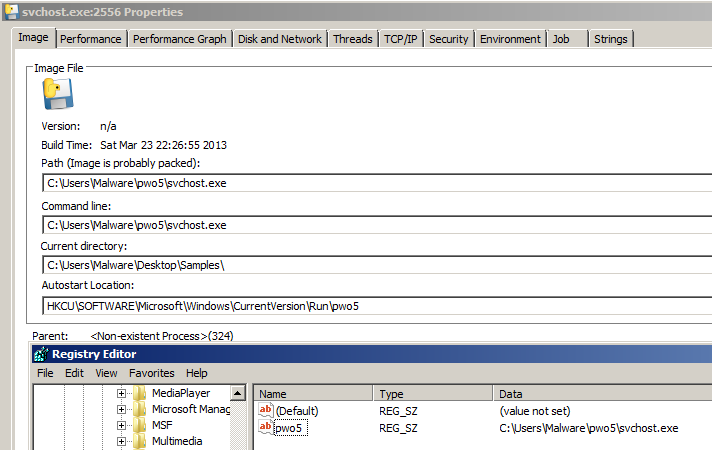 svchost.exe:2556 Properties
Image Performance Performance Graph Disk and Network Threads TCP/IP Security Environment Job Strings
Image File
Version: n/a
Build Time: Sat Mar 23 22:26:55 2013
Path (Image is probably packed):
C:\Users\Malware\pwo5\svchost.exe
Command line:
C:\Users\Malware\pwo5\svchost.exe
Current directory:
C:\Users\Malware\Desktop\Samples\
Autostart Location:
HKCU\SOFTWARE\Microsoft\Windows\CurrentVersion\Run\pwo5
Parent: <Non-existent Process>(324)
Registry Editor
File Edit View Favorites Help
MediaPlayer
Microsoft Manag
MSF
Multimedia
Name Type Data
ab (Default) REG_SZ (value not set)
ab pwo5 REG_SZ C:\Users\Malware\pwo5\svchost.exe